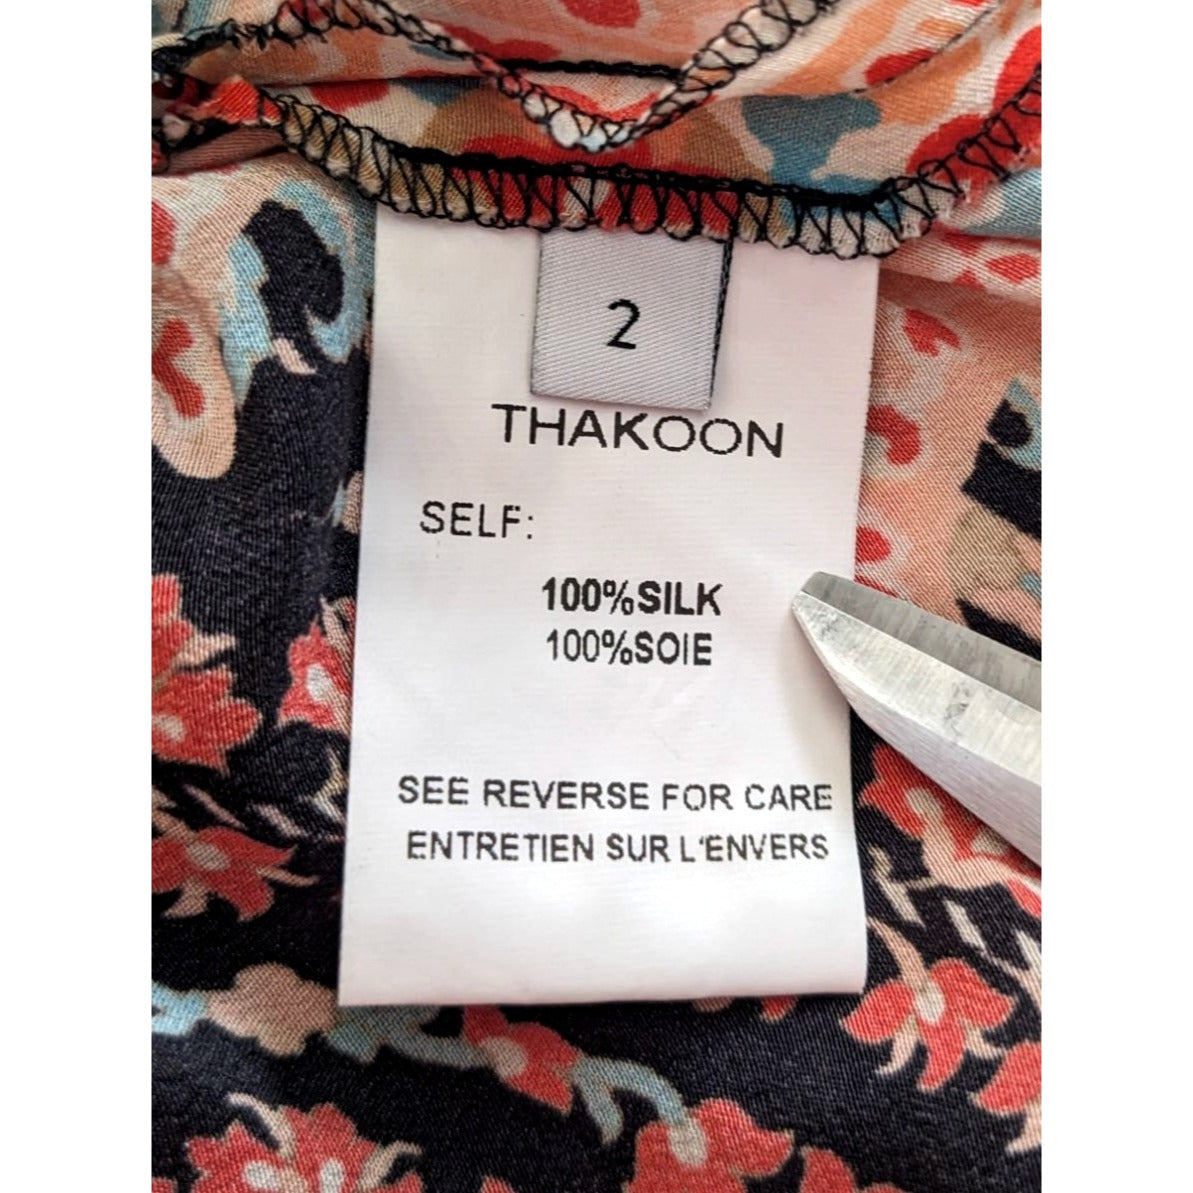 2
THAKOON
SELF:
100%SILK
100%SOIE
SEE REVERSE FOR CARE
ENTRETIEN SUR L'ENVERS